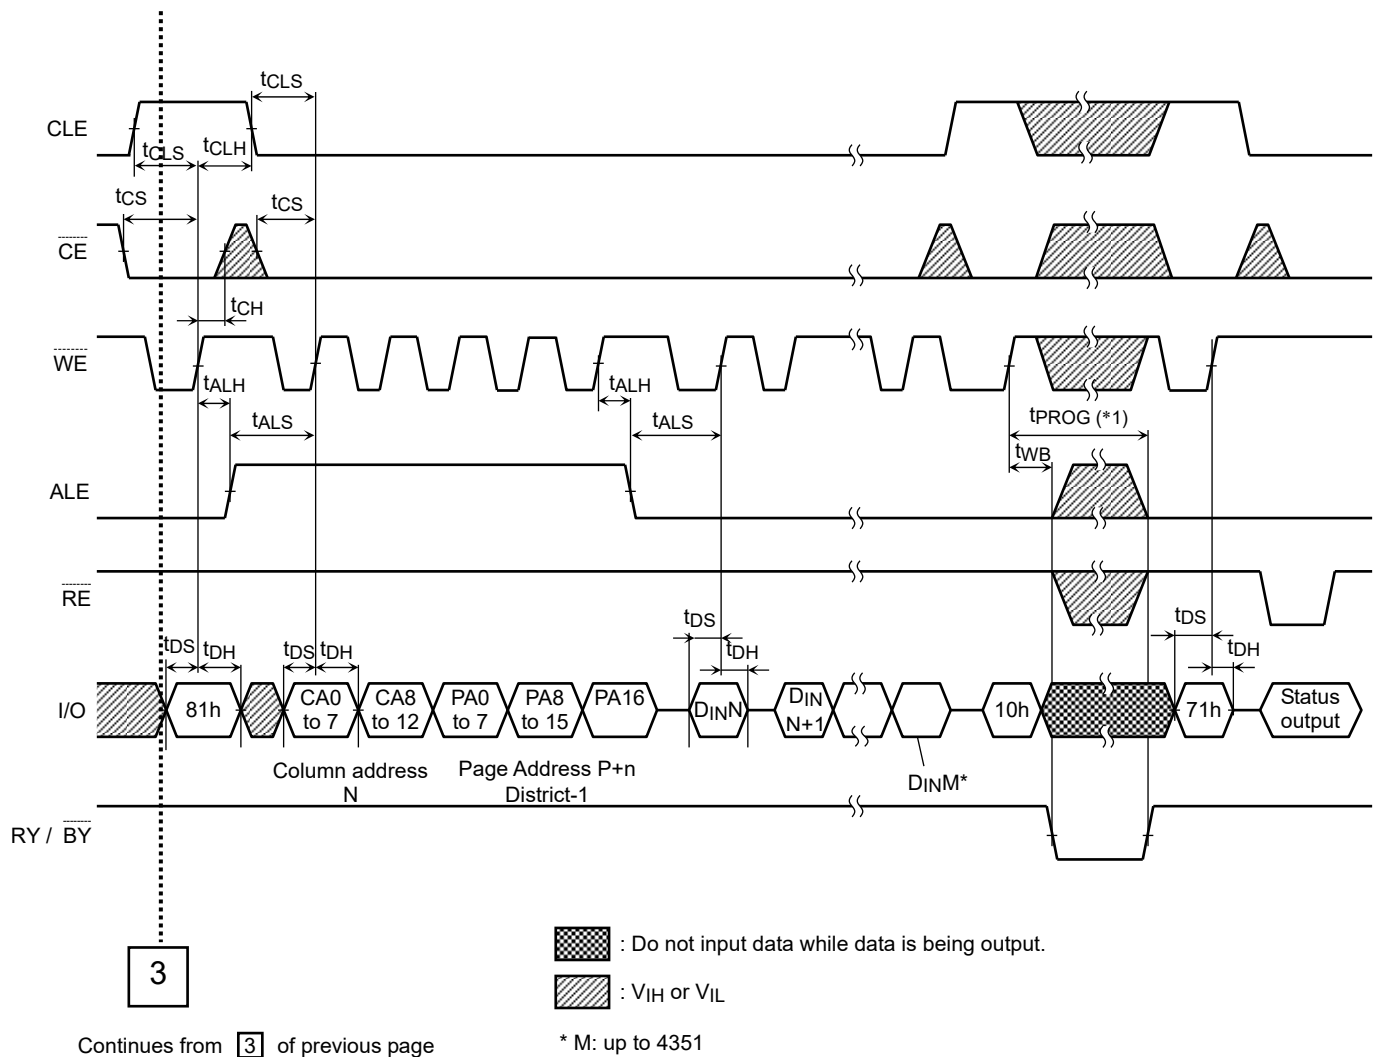 tCLS
CLE
tCLS tCLH
tCS tCS
CE
tCH
WE
tALH tALH
tALS tALS tPROG (*1)
tWB
ALE
RE
tDS tDH tDS tDH tDS tDH tDS tDH
I/O 81h CA0 to 7 CA8 to 12 PA0 to 7 PA8 to 15 PA16 DINN DIN N+1 10h 71h Status output
Column address N
Page Address P+n District-1
DINM*
RY / BY
3
: Do not input data while data is being output.
: VIH or VIL
Continues from 3 of previous page
* M: up to 4351